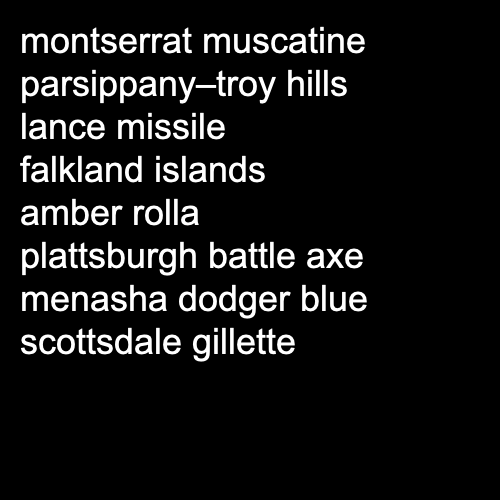 montserrat muscatine
parsippany–troy hills
lance missile
falkland islands
amber rolla
plattsburgh battle axe
menasha dodger blue
scottsdale gillette